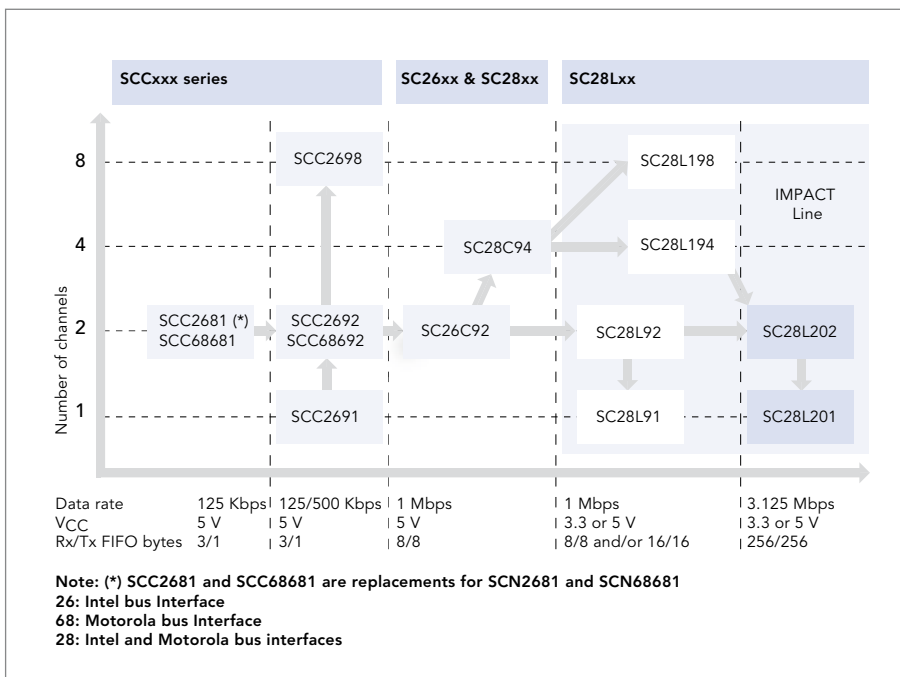 SCCxxx series
SC26xx & SC28xx
SC28Lxx
Number of channels
8
SCC2698
SC28L198
IMPACT
Line
4
SC28C94
SC28L194
2
SCC2681 (*)
SCC68681
SCC2692
SCC68692
SC26C92
SC28L92
SC28L202
1
SCC2691
SC28L91
SC28L201
Data rate 125 Kbps 125/500 Kbps 1 Mbps 1 Mbps 3.125 Mbps
VCC 5 V 5 V 5 V 3.3 or 5 V 3.3 or 5 V
Rx/Tx FIFO bytes 3/1 3/1 8/8 8/8 and/or 16/16 256/256
Note: (*) SCC2681 and SCC68681 are replacements for SCN2681 and SCN68681
26: Intel bus Interface
68: Motorola bus Interface
28: Intel and Motorola bus interfaces